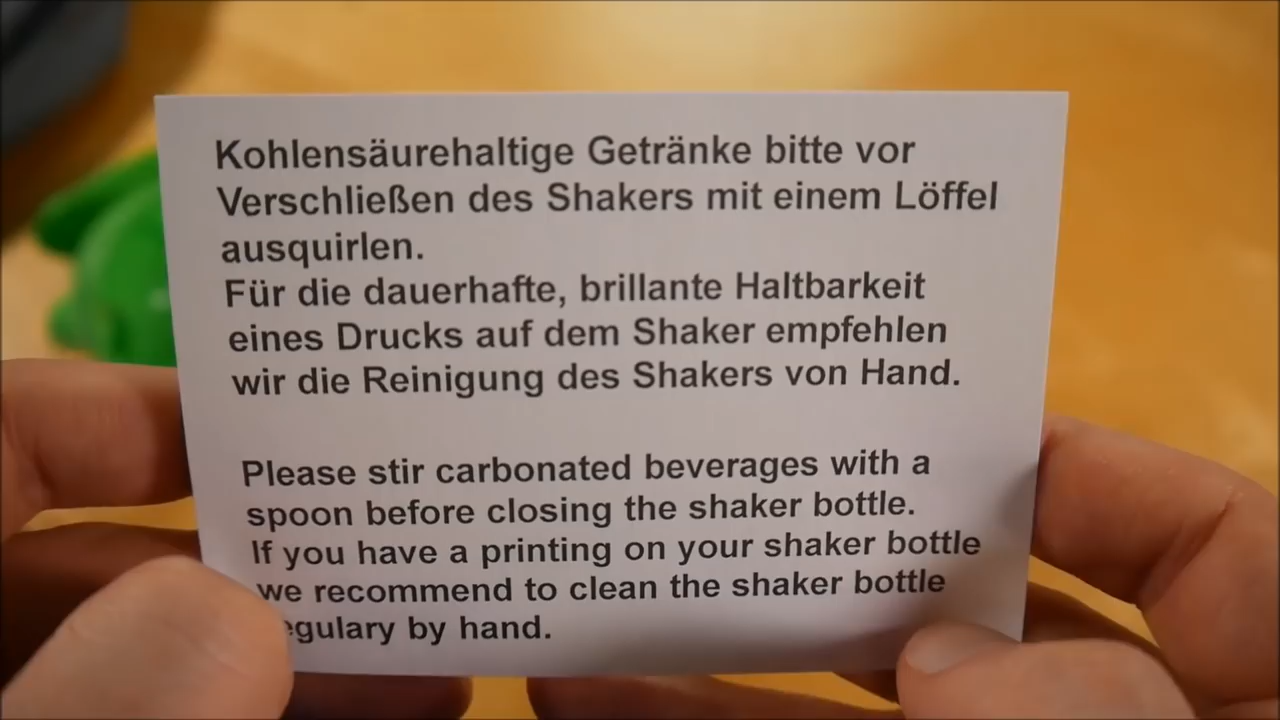 Kohlensäurehaltige Getränke bitte vor
Verschließen des Shakers mit einem Löffel
ausquirlen.
Für die dauerhafte, brillante Haltbarkeit
eines Drucks auf dem Shaker empfehlen
wir die Reinigung des Shakers von Hand.
Please stir carbonated beverages with a
spoon before closing the shaker bottle.
If you have a printing on your shaker bottle
we recommend to clean the shaker bottle
egulary by hand.